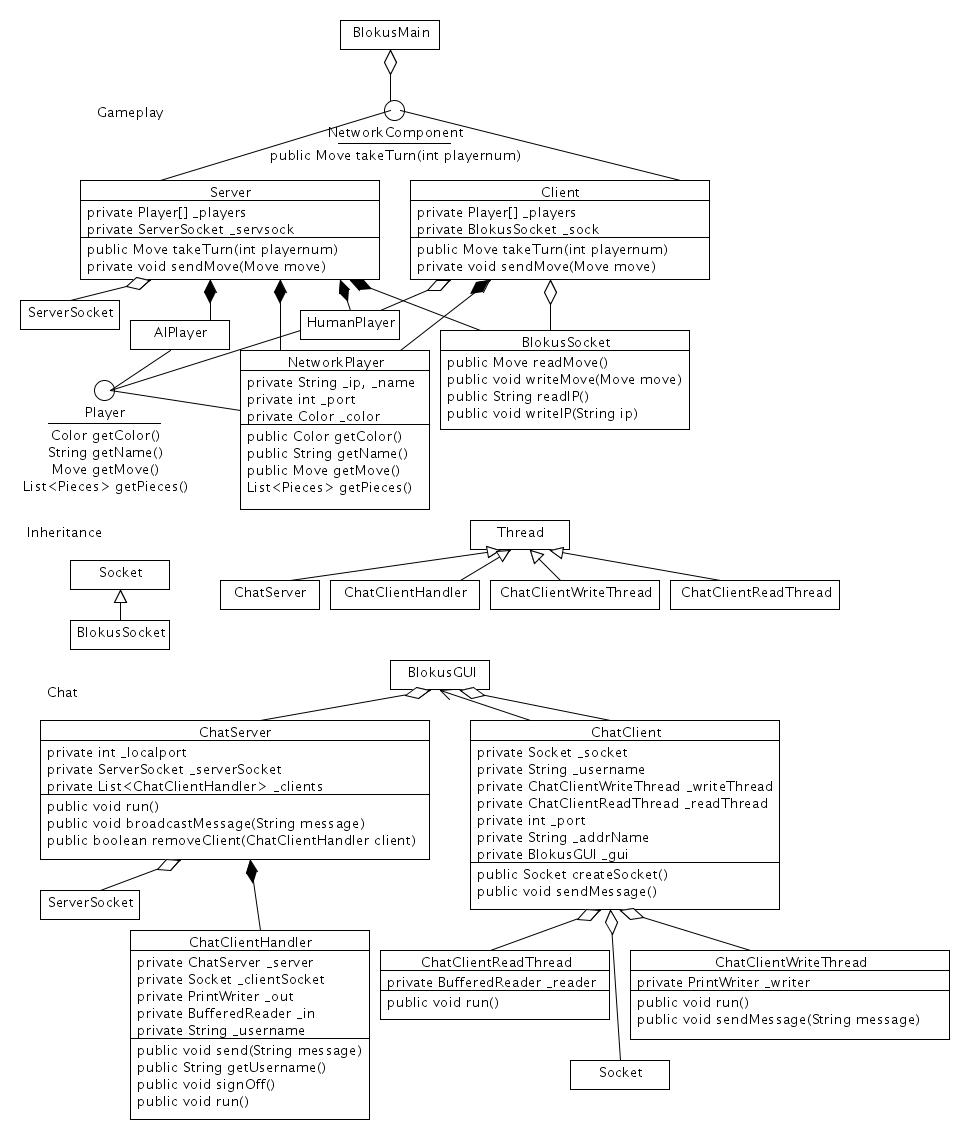 BlokusMain
Gameplay
NetworkComponent
public Move takeTurn(int playernum)
Server
private Player[] _players
private ServerSocket _servsock
public Move takeTurn(int playernum)
private void sendMove(Move move)
Client
private Player[] _players
private BlokusSocket _sock
public Move takeTurn(int playernum)
private void sendMove(Move move)
ServerSocket
AIPlayer
HumanPlayer
BlokusSocket
public Move readMove()
public void writeMove(Move move)
public String readIP()
public void writeIP(String ip)
NetworkPlayer
private String _ip, _name
private int _port
private Color _color
public Color getColor()
public String getName()
public Move getMove()
List<Pieces> getPieces()
Player
Color getColor()
String getName()
Move getMove()
List<Pieces> getPieces()
Inheritance
Socket
BlokusSocket
Thread
ChatServer
ChatClientHandler
ChatClientWriteThread
ChatClientReadThread
BlokusGUI
Chat
ChatServer
private int _localport
private ServerSocket _serverSocket
private List<ChatClientHandler> _clients
public void run()
public void broadcastMessage(String message)
public boolean removeClient(ChatClientHandler client)
ChatClient
private Socket _socket
private String _username
private ChatClientWriteThread _writeThread
private ChatClientReadThread _readThread
private int _port
private String _addrName
private BlokusGUI _gui
public Socket createSocket()
public void sendMessage()
ServerSocket
ChatClientHandler
private ChatServer _server
private Socket _clientSocket
private PrintWriter _out
private BufferedReader _in
private String _username
public void send(String message)
public String getUsername()
public void signOff()
public void run()
ChatClientReadThread
private BufferedReader _reader
public void run()
ChatClientWriteThread
private PrintWriter _writer
public void run()
public void sendMessage(String message)
Socket